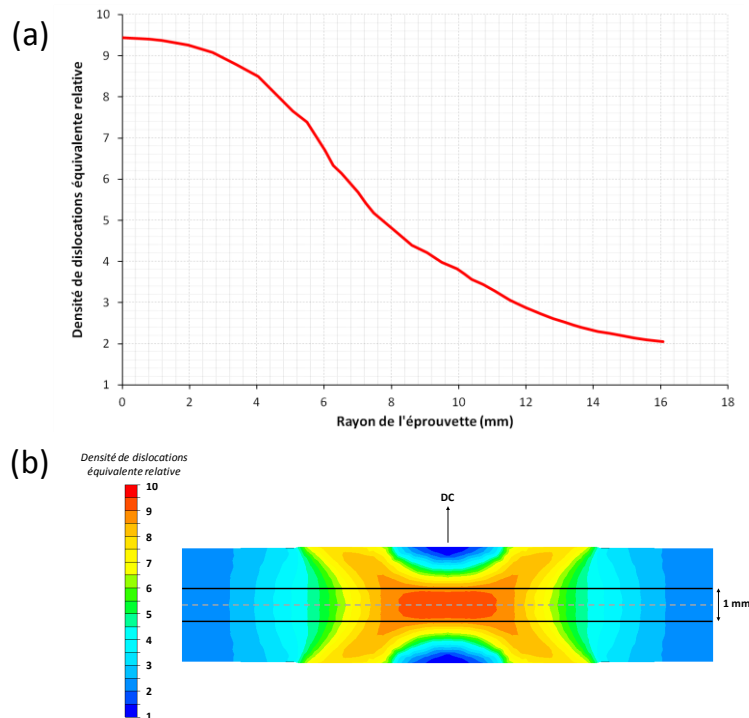 (a)
10
9
8
7
6
5
4
3
2
1
Densité de dislocations équivalente relative
0 2 4 6 8 10 12 14 16 18
Rayon de l'éprouvette (mm)
(b)
Densité de dislocations
équivalente relative
10
9
8
7
6
5
4
3
2
1
DC
1 mm